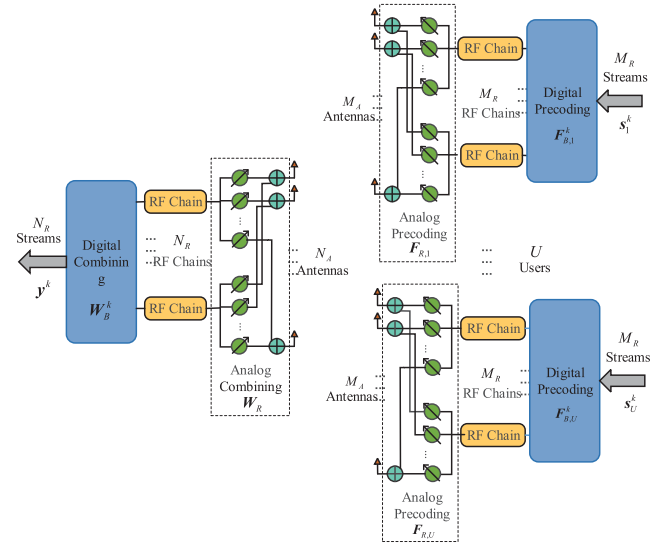 N_R
Streams
y^k
Digital
Combinin
g
W_B^k
RF Chain
N_R
RF Chains
RF Chain
Analog
Combining
W_R
N_A
Antennas
M_A
Antennas
Analog
Precoding
F_{R,1}
RF Chain
M_R
RF Chains
RF Chain
Digital
Precoding
F_{B,1}^k
M_R
Streams
s_1^k
U
Users
M_A
Antennas
Analog
Precoding
F_{R,U}
RF Chain
M_R
RF Chains
RF Chain
Digital
Precoding
F_{B,U}^k
M_R
Streams
s_U^k